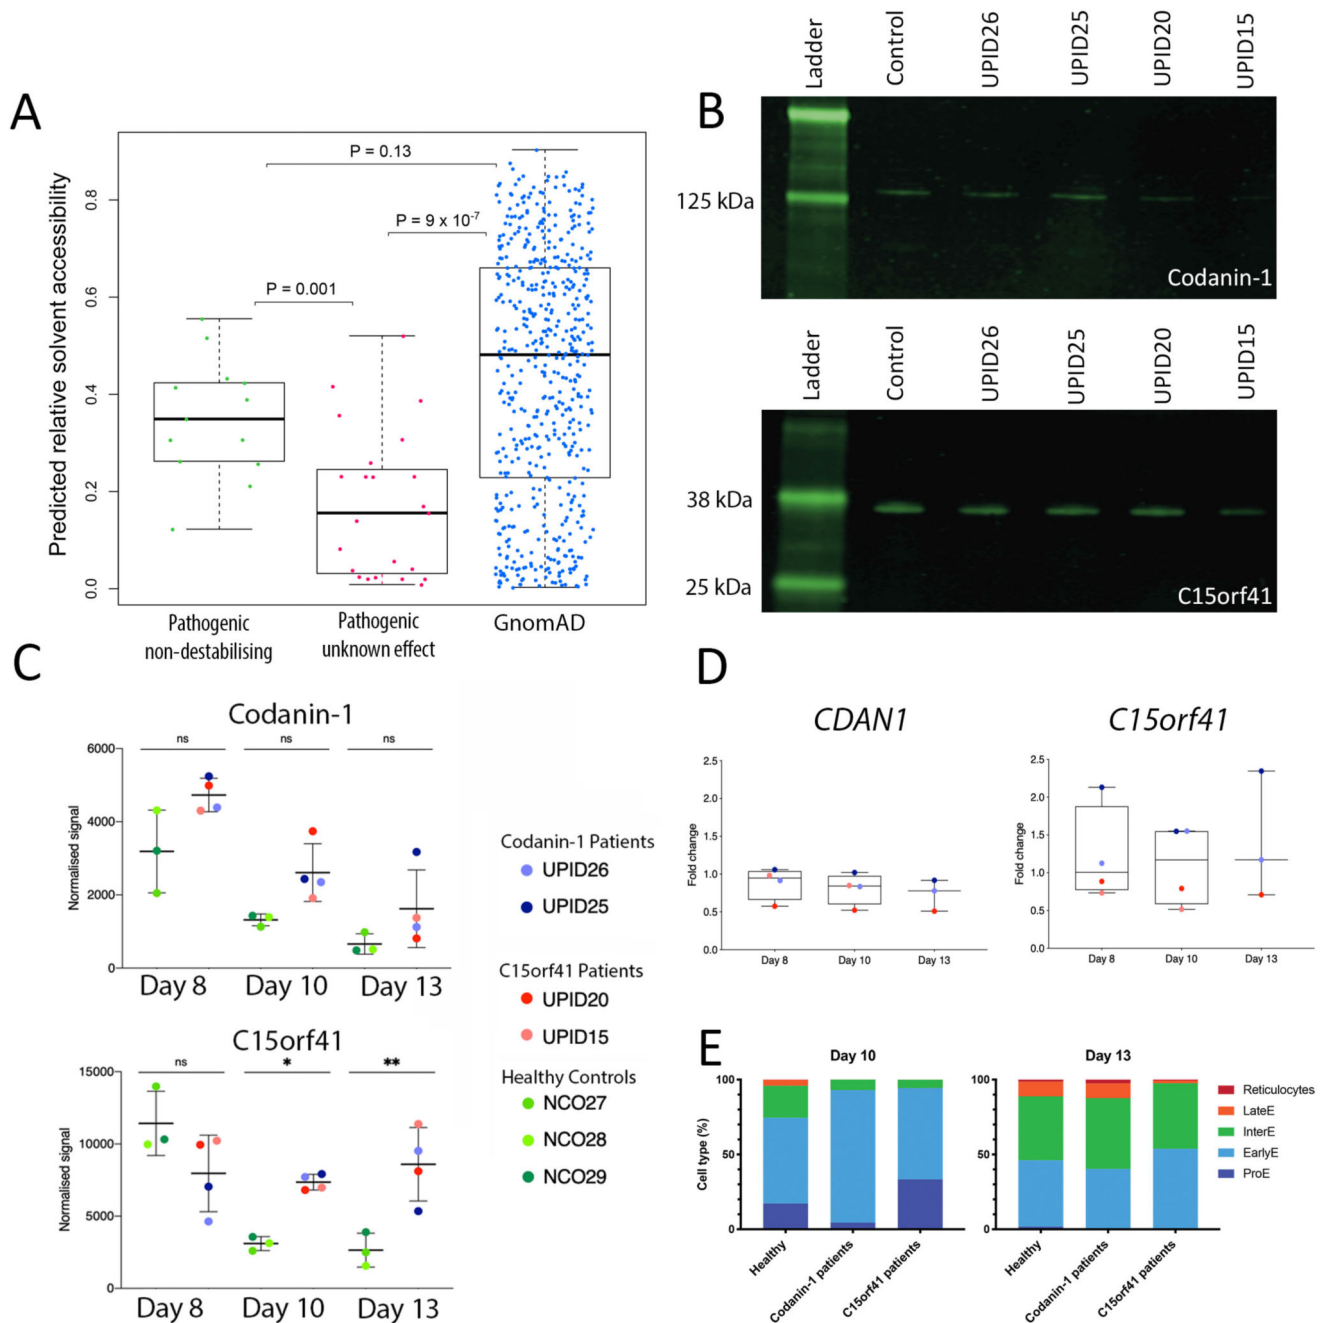 A
Predicted relative solvent accessibility
0.8
0.6
0.4
0.2
0.0
P = 0.13
P = 9 x 10-7
P = 0.001
Pathogenic
non-destabilising
Pathogenic
unknown effect
GnomAD
B
Ladder
Control
UPID26
UPID25
UPID20
UPID15
125 kDa
Codanin-1
Ladder
Control
UPID26
UPID25
UPID20
UPID15
38 kDa
25 kDa
C15orf41
C
Codanin-1
ns
ns
ns
Normalised signal
6000
4000
2000
0
Day 8
Day 10
Day 13
C15orf41
ns
*
**
Normalised signal
15000
10000
5000
0
Day 8
Day 10
Day 13
Codanin-1 Patients
UPID26
UPID25
C15orf41 Patients
UPID20
UPID15
Healthy Controls
NCO27
NCO28
NCO29
D
CDAN1
Fold change
2.5
2.0
1.5
1.0
0.5
0.0
Day 8
Day 10
Day 13
C15orf41
Fold change
2.5
2.0
1.5
1.0
0.5
0.0
Day 8
Day 10
Day 13
E
Day 10
Cell type (%)
100
50
0
Healthy
Codanin-1 patients
C15orf41 patients
Day 13
100
50
0
Healthy
Codanin-1 patients
C15orf41 patients
Reticulocytes
LateE
InterE
EarlyE
ProE